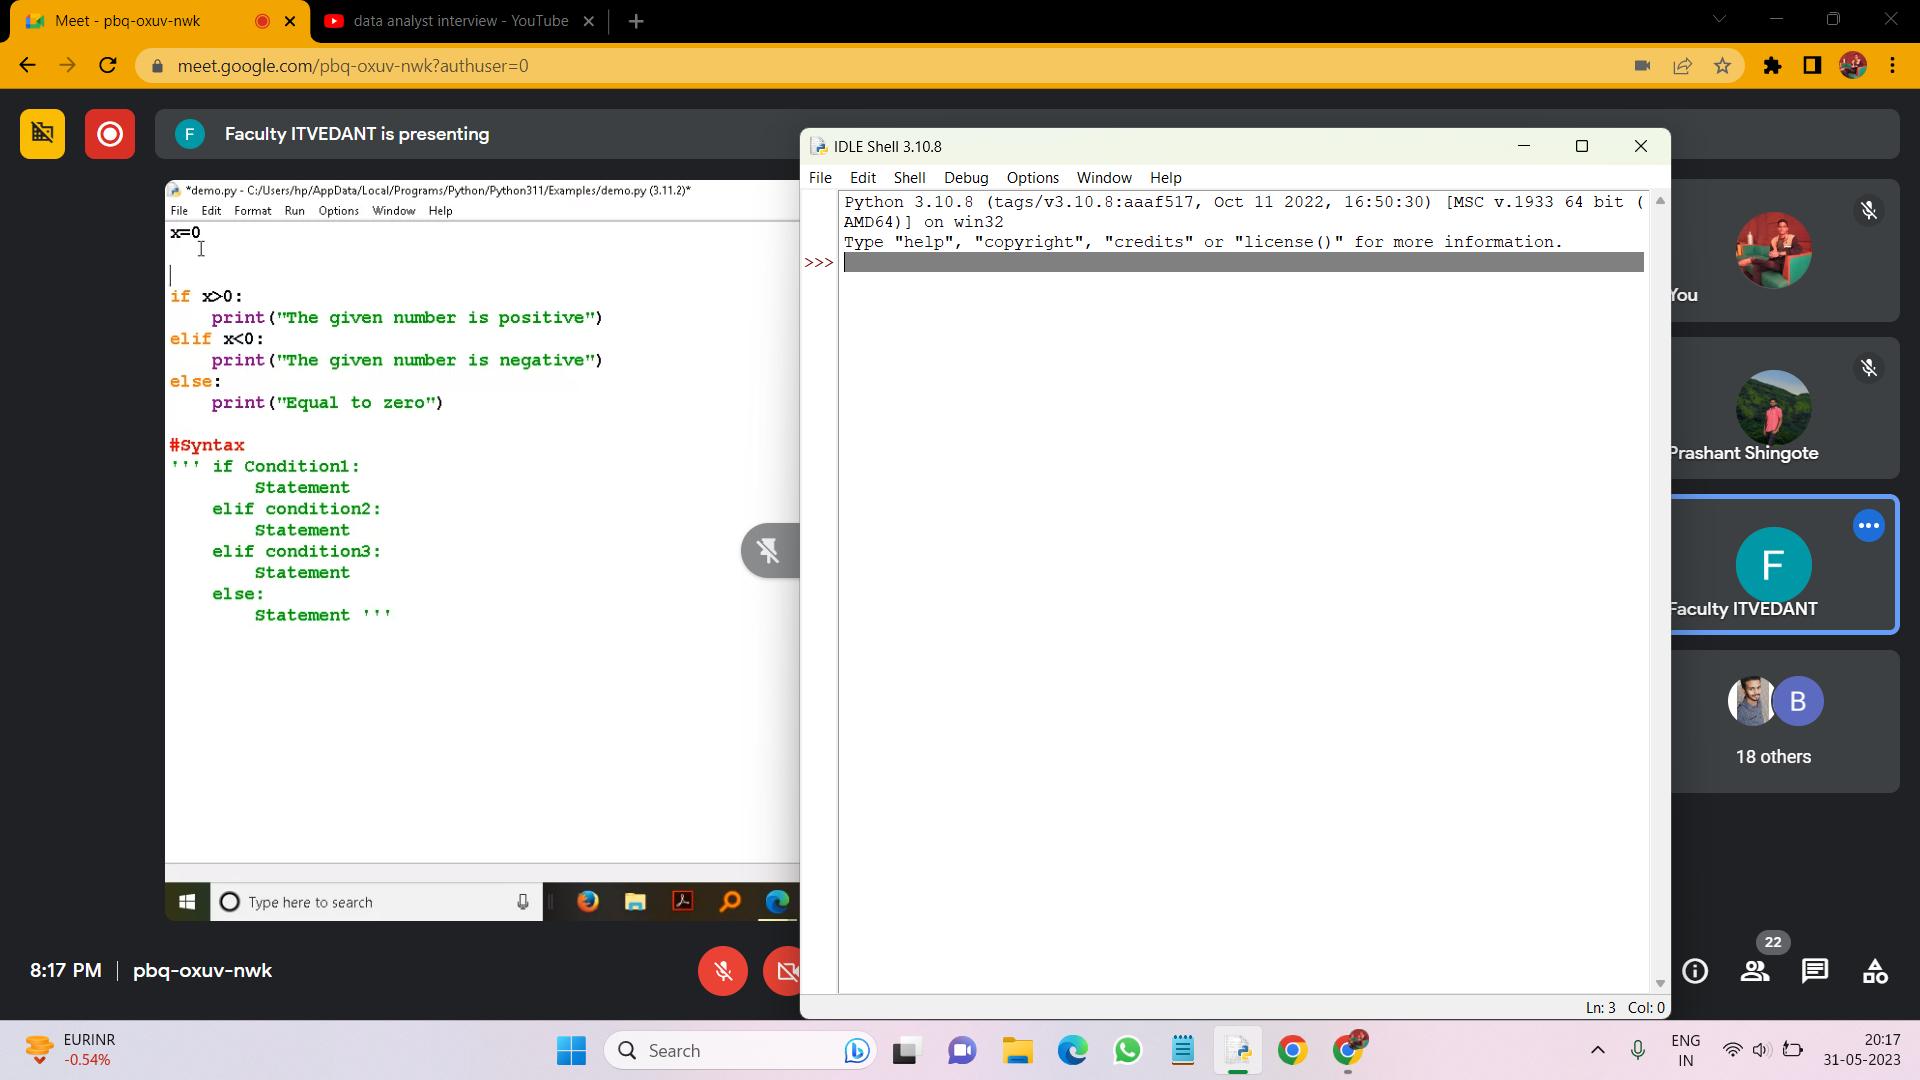 Meet - pbq-oxuv-nwk
data analyst interview - YouTube
meet.google.com/pbq-oxuv-nwk?authuser=0
F
Faculty ITVEDANT is presenting
*demo.py - C:/Users/hp/AppData/Local/Programs/Python/Python311/Examples/demo.py (3.11.2)*
File Edit Format Run Options Window Help
x=0
if x>0:
    print("The given number is positive")
elif x<0:
    print("The given number is negative")
else:
    print("Equal to zero")
#Syntax
''' if Condition1:
        Statement
    elif condition2:
        Statement
    elif condition3:
        Statement
    else:
        Statement '''
Type here to search
IDLE Shell 3.10.8
File Edit Shell Debug Options Window Help
Python 3.10.8 (tags/v3.10.8:aaaf517, Oct 11 2022, 16:50:30) [MSC v.1933 64 bit (
AMD64)] on win32
Type "help", "copyright", "credits" or "license()" for more information.
>>>
Ln: 3 Col: 0
You
Prashant Shingote
F
Faculty ITVEDANT
B
18 others
8:17 PM | pbq-oxuv-nwk
22
EURINR
-0.54%
Search
ENG
IN
20:17
31-05-2023